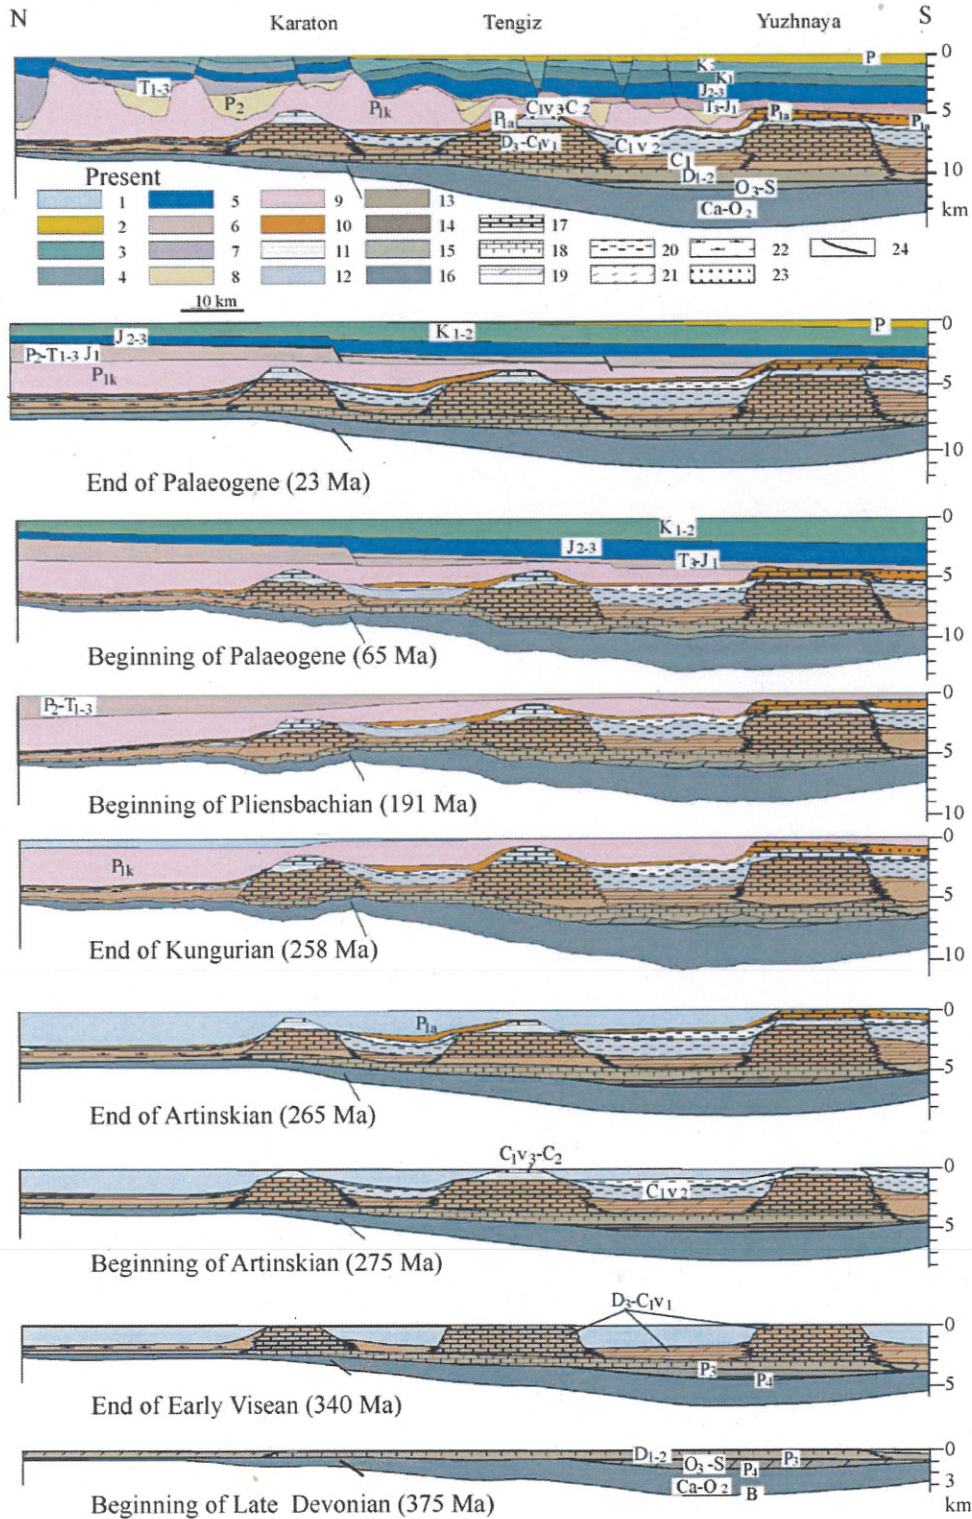 N Karaton Tengiz Yuzhnaya S
0
P
K2
K1
J2-3
T1-3
P2
P1k
C1v3-C2
T3-J1
P1a
P1a
P1a
5
D3-C1v1
C1v2
C1
D1-2
10
O3-S
Ca-O2
km
Present
1 5 9 13 17
2 6 10 14 18 20 22 24
3 7 11 15 19 21 23
4 8 12 16
10 km
P 0
J2-3 K1-2
P2-T1-3 J1
P1k
5
10
End of Palaeogene (23 Ma)
0
K1-2
J2-3
T3-J1
5
10
Beginning of Palaeogene (65 Ma)
0
P2-T1-3
5
10
Beginning of Pliensbachian (191 Ma)
0
P1k
5
10
End of Kungurian (258 Ma)
0
P1a
5
End of Artinskian (265 Ma)
C1v3-C2
0
C1v2
5
Beginning of Artinskian (275 Ma)
D3-C1v1
0
P3
P4
5
End of Early Visean (340 Ma)
0
D1-2 P3
O3-S P4
Ca-O2 B
3
km
Beginning of Late Devonian (375 Ma)